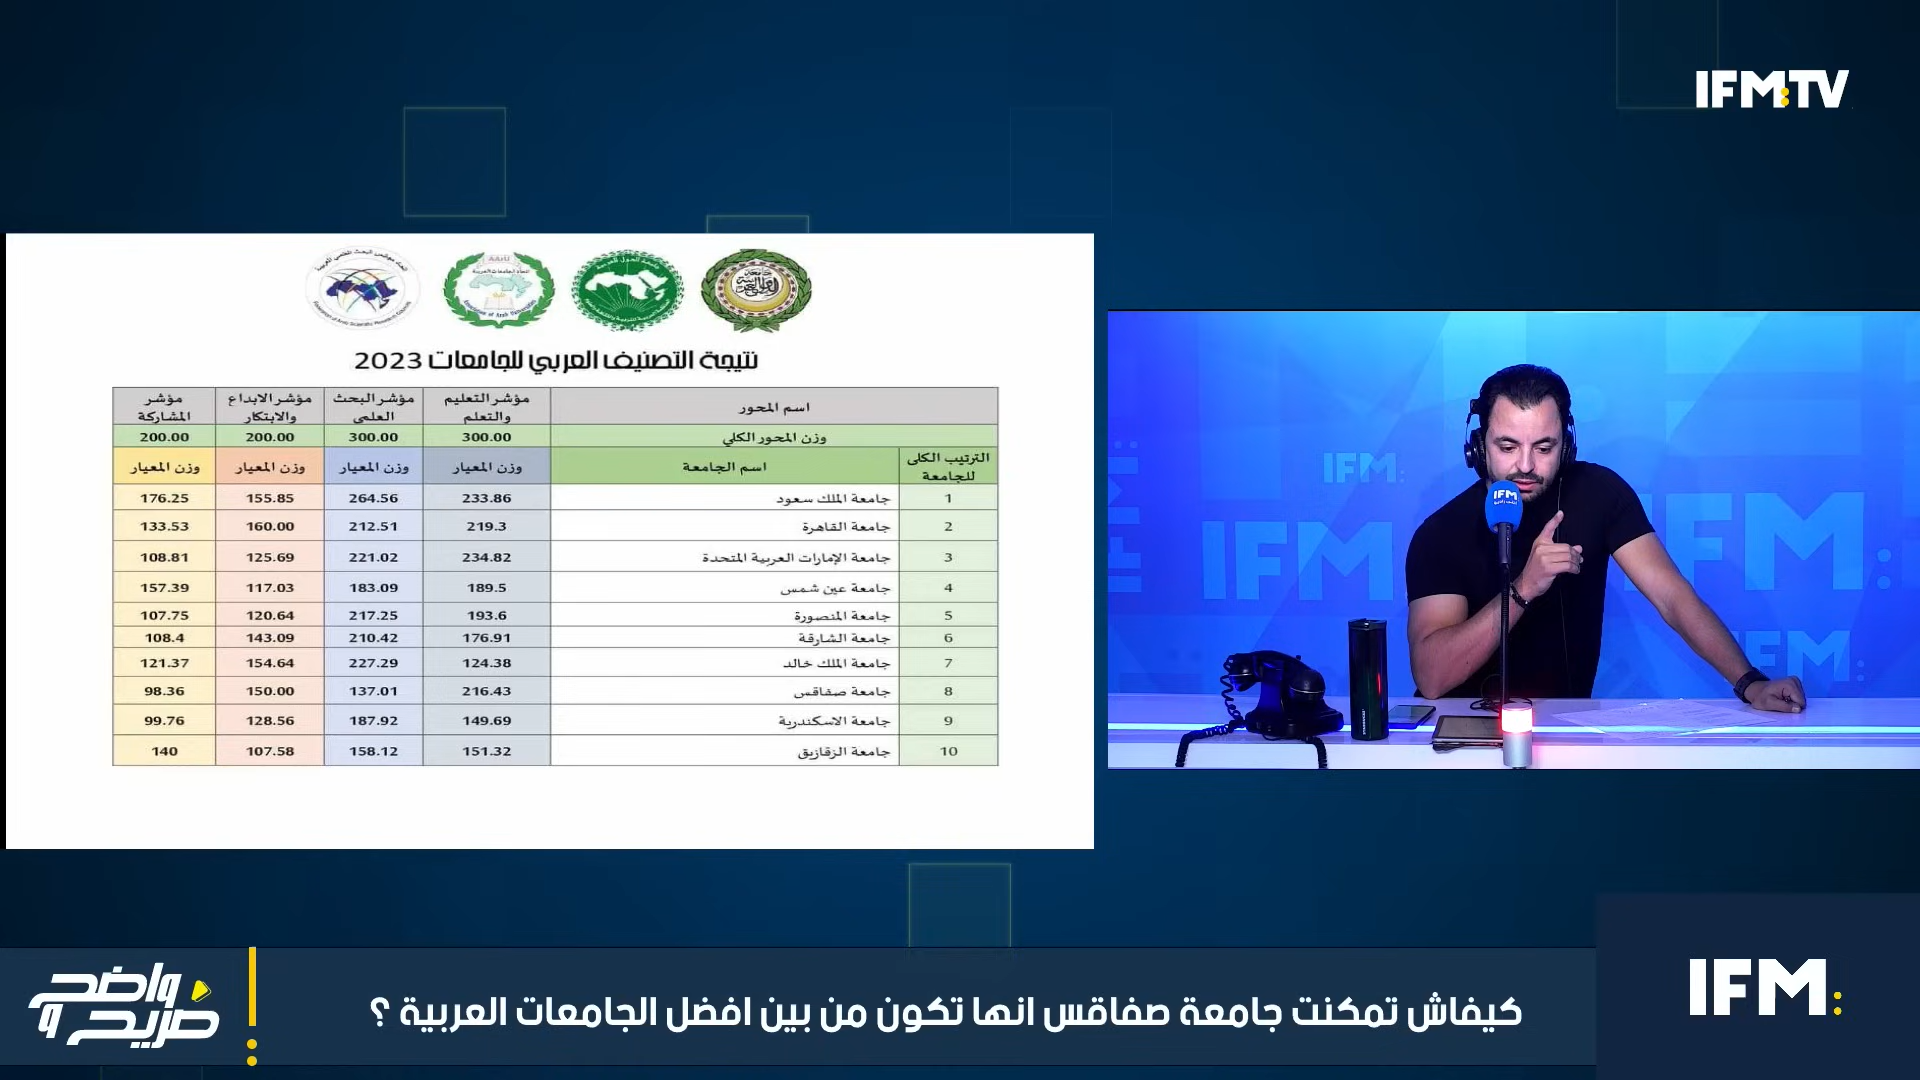 IFM:TV
نتيجة التصنيف العربي للجامعات 2023
اسم المحور مؤشر التعليم والتعلم مؤشر البحث العلمي مؤشر الابداع والابتكار مؤشر المشاركة
وزن المحور الكلي 300.00 300.00 200.00 200.00
الترتيب الكلي للجامعة اسم الجامعة وزن المعيار وزن المعيار وزن المعيار وزن المعيار
1 جامعة الملك سعود 233.86 264.56 155.85 176.25
2 جامعة القاهرة 219.3 212.51 160.00 133.53
3 جامعة الإمارات العربية المتحدة 234.82 221.02 125.69 108.81
4 جامعة عين شمس 189.5 183.09 117.03 157.39
5 جامعة المنصورة 193.6 217.25 120.64 107.75
6 جامعة الشارقة 176.91 210.42 143.09 108.4
7 جامعة الملك خالد 124.38 227.29 154.64 121.37
8 جامعة صفاقس 216.43 137.01 150.00 98.36
9 جامعة الاسكندرية 149.69 187.92 128.56 99.76
10 جامعة الزقازيق 151.32 158.12 107.58 140
IFM:
IFM:
IFM
IFM:
IFM
كيفاش تمكنت جامعة صفاقس انها تكون من بين افضل الجامعات العربية ؟
واضح
و صريح
IFM: